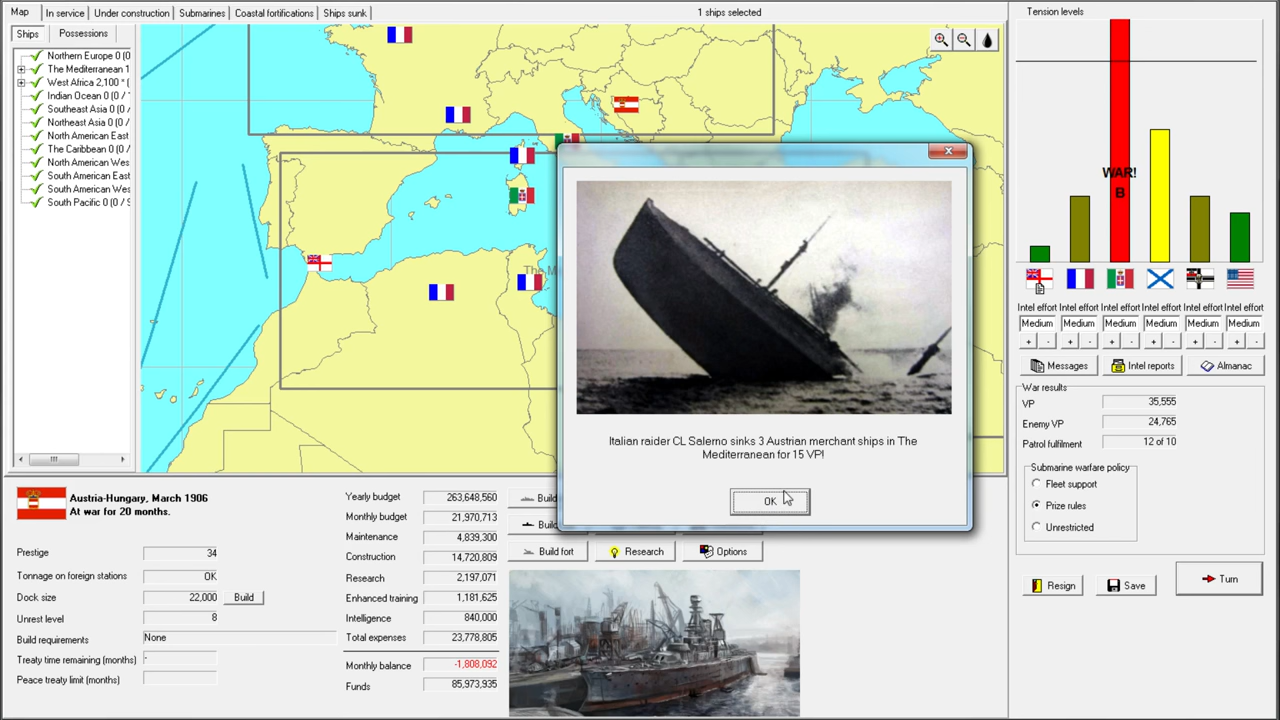 Map In service Under construction Submarines Coastal fortifications Ships sunk 1 ships selected
Ships Possessions
Northern Europe 0 (0
The Mediterranean 1
West Africa 2,100 * (
Indian Ocean 0 (0 /
Southeast Asia 0 (0 /
Northeast Asia 0 (0 /
North American East
The Caribbean 0 (0 /
North American Wes
South American East
South American Wes
South Pacific 0 (0 / S
The M
Italian raider CL Salerno sinks 3 Austrian merchant ships in The
Mediterranean for 15 VP!
OK
Tension levels
WAR!
B
Intel effort Intel effort Intel effort Intel effort Intel effort Intel effort
Medium Medium Medium Medium Medium Medium
+ - + - + - + - + - + -
Messages Intel reports Almanac
War results
VP 35,555
Enemy VP 24,765
Patrol fulfilment 12 of 10
Submarine warfare policy
Fleet support
Prize rules
Unrestricted
Resign Save Turn
Austria-Hungary, March 1906
At war for 20 months.
Prestige 34
Tonnage on foreign stations OK
Dock size 22,000 Build
Unrest level 8
Build requirements None
Treaty time remaining (months) -
Peace treaty limit (months)
Yearly budget 263,648,560
Monthly budget 21,970,713
Maintenance 4,839,300
Construction 14,720,809
Research 2,197,071
Enhanced training 1,181,625
Intelligence 840,000
Total expenses 23,778,805
Monthly balance -1,808,092
Funds 85,973,935
Build
Build
Build fort Research Options